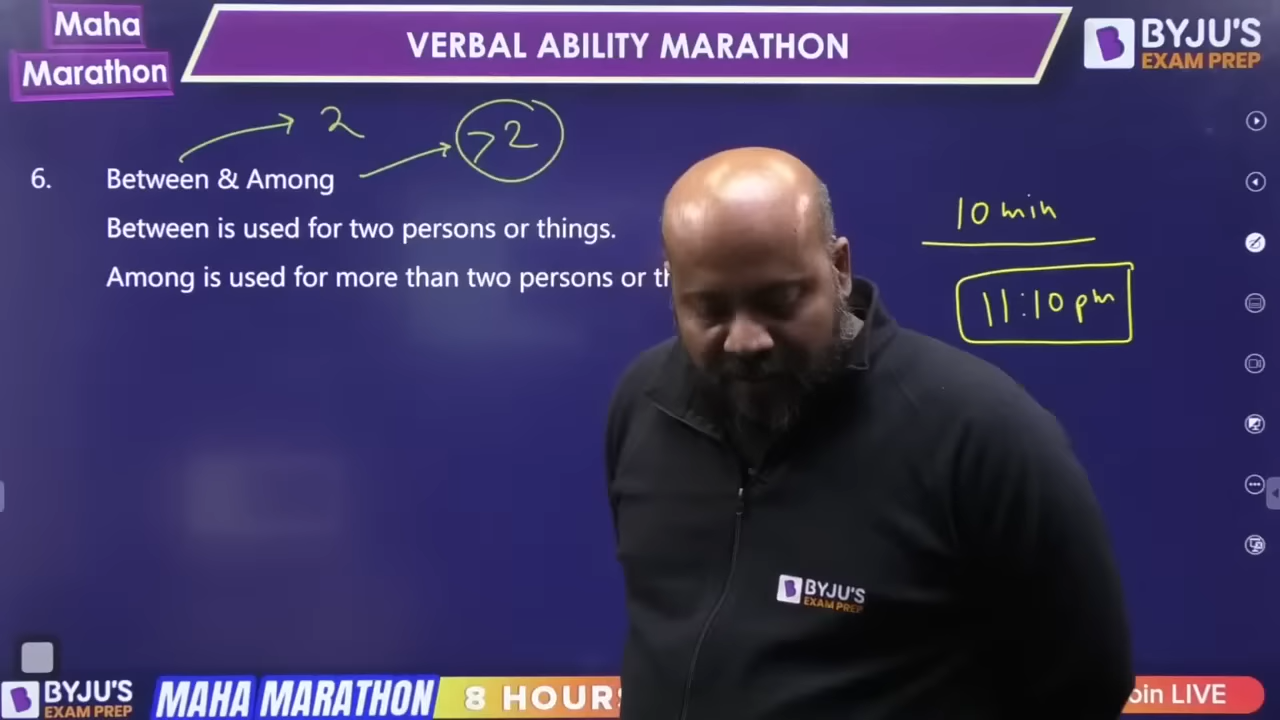 Maha
Marathon
VERBAL ABILITY MARATHON
BYJU'S
EXAM PREP
2
>2
6. Between & Among
Between is used for two persons or things.
Among is used for more than two persons or
10 min
11:10 pm
BYJU'S
EXAM PREP
BYJU'S
EXAM PREP
MAHA MARATHON
8 HOUR
LIVE